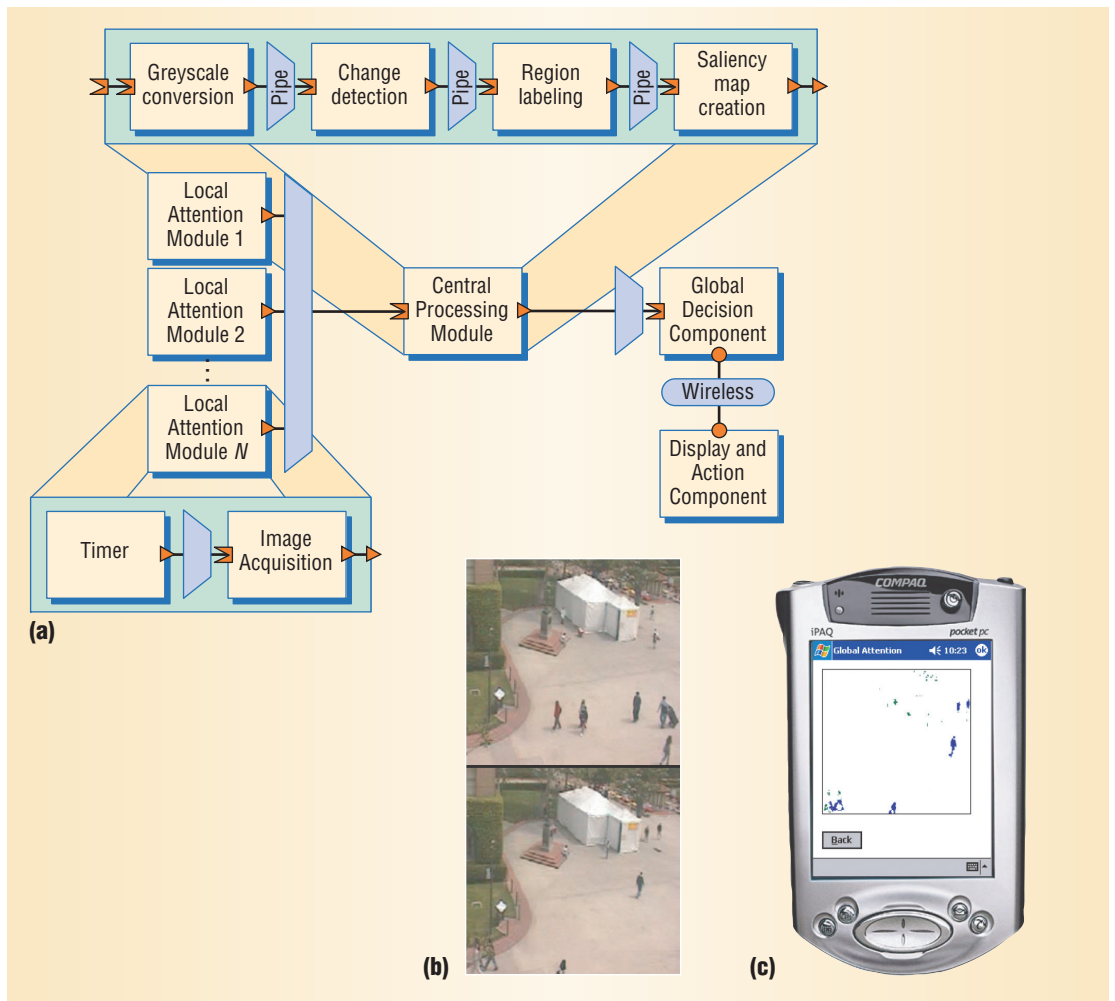 Greyscale
conversion
Pipe
Change
detection
Pipe
Region
labeling
Pipe
Saliency
map
creation
Local
Attention
Module 1
Local
Attention
Module 2
Local
Attention
Module N
Central
Processing
Module
Global
Decision
Component
Wireless
Display and
Action
Component
Timer
Image
Acquisition
(a)
(b)
COMPAQ
iPAQ
pocket pc
Global Attention 10:23 ok
Back
(c)